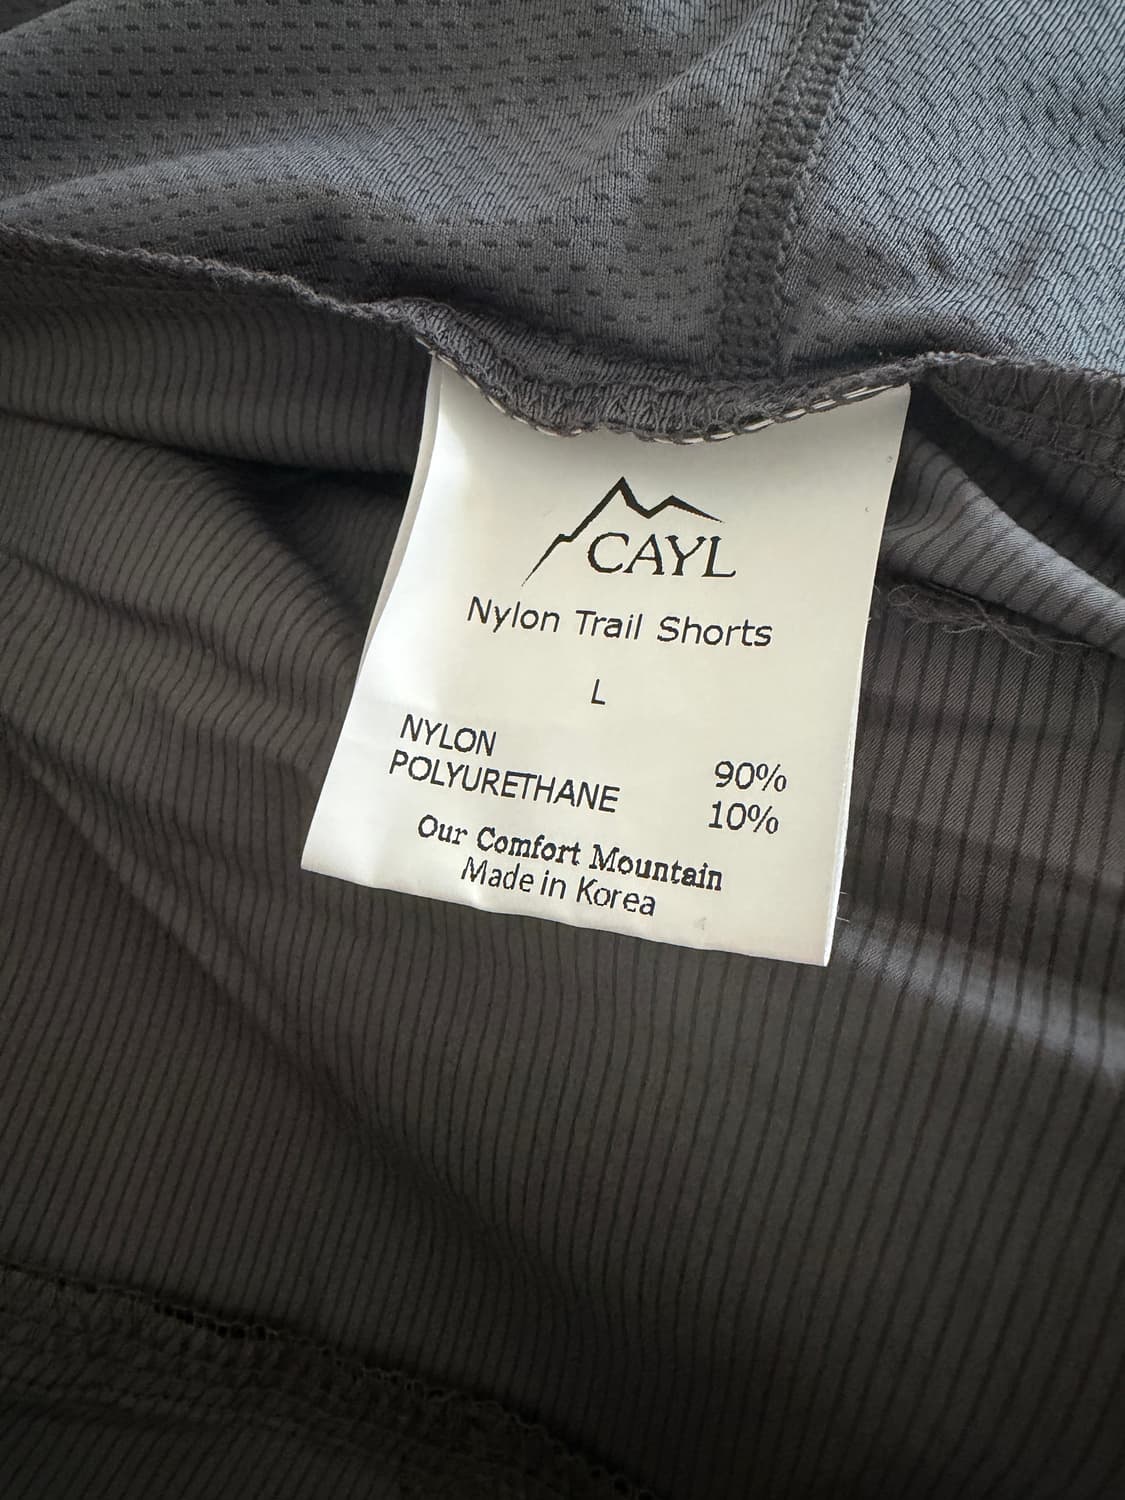 CAYL
Nylon Trail Shorts
L
NYLON 90%
POLYURETHANE 10%
Our Comfort Mountain
Made in Korea